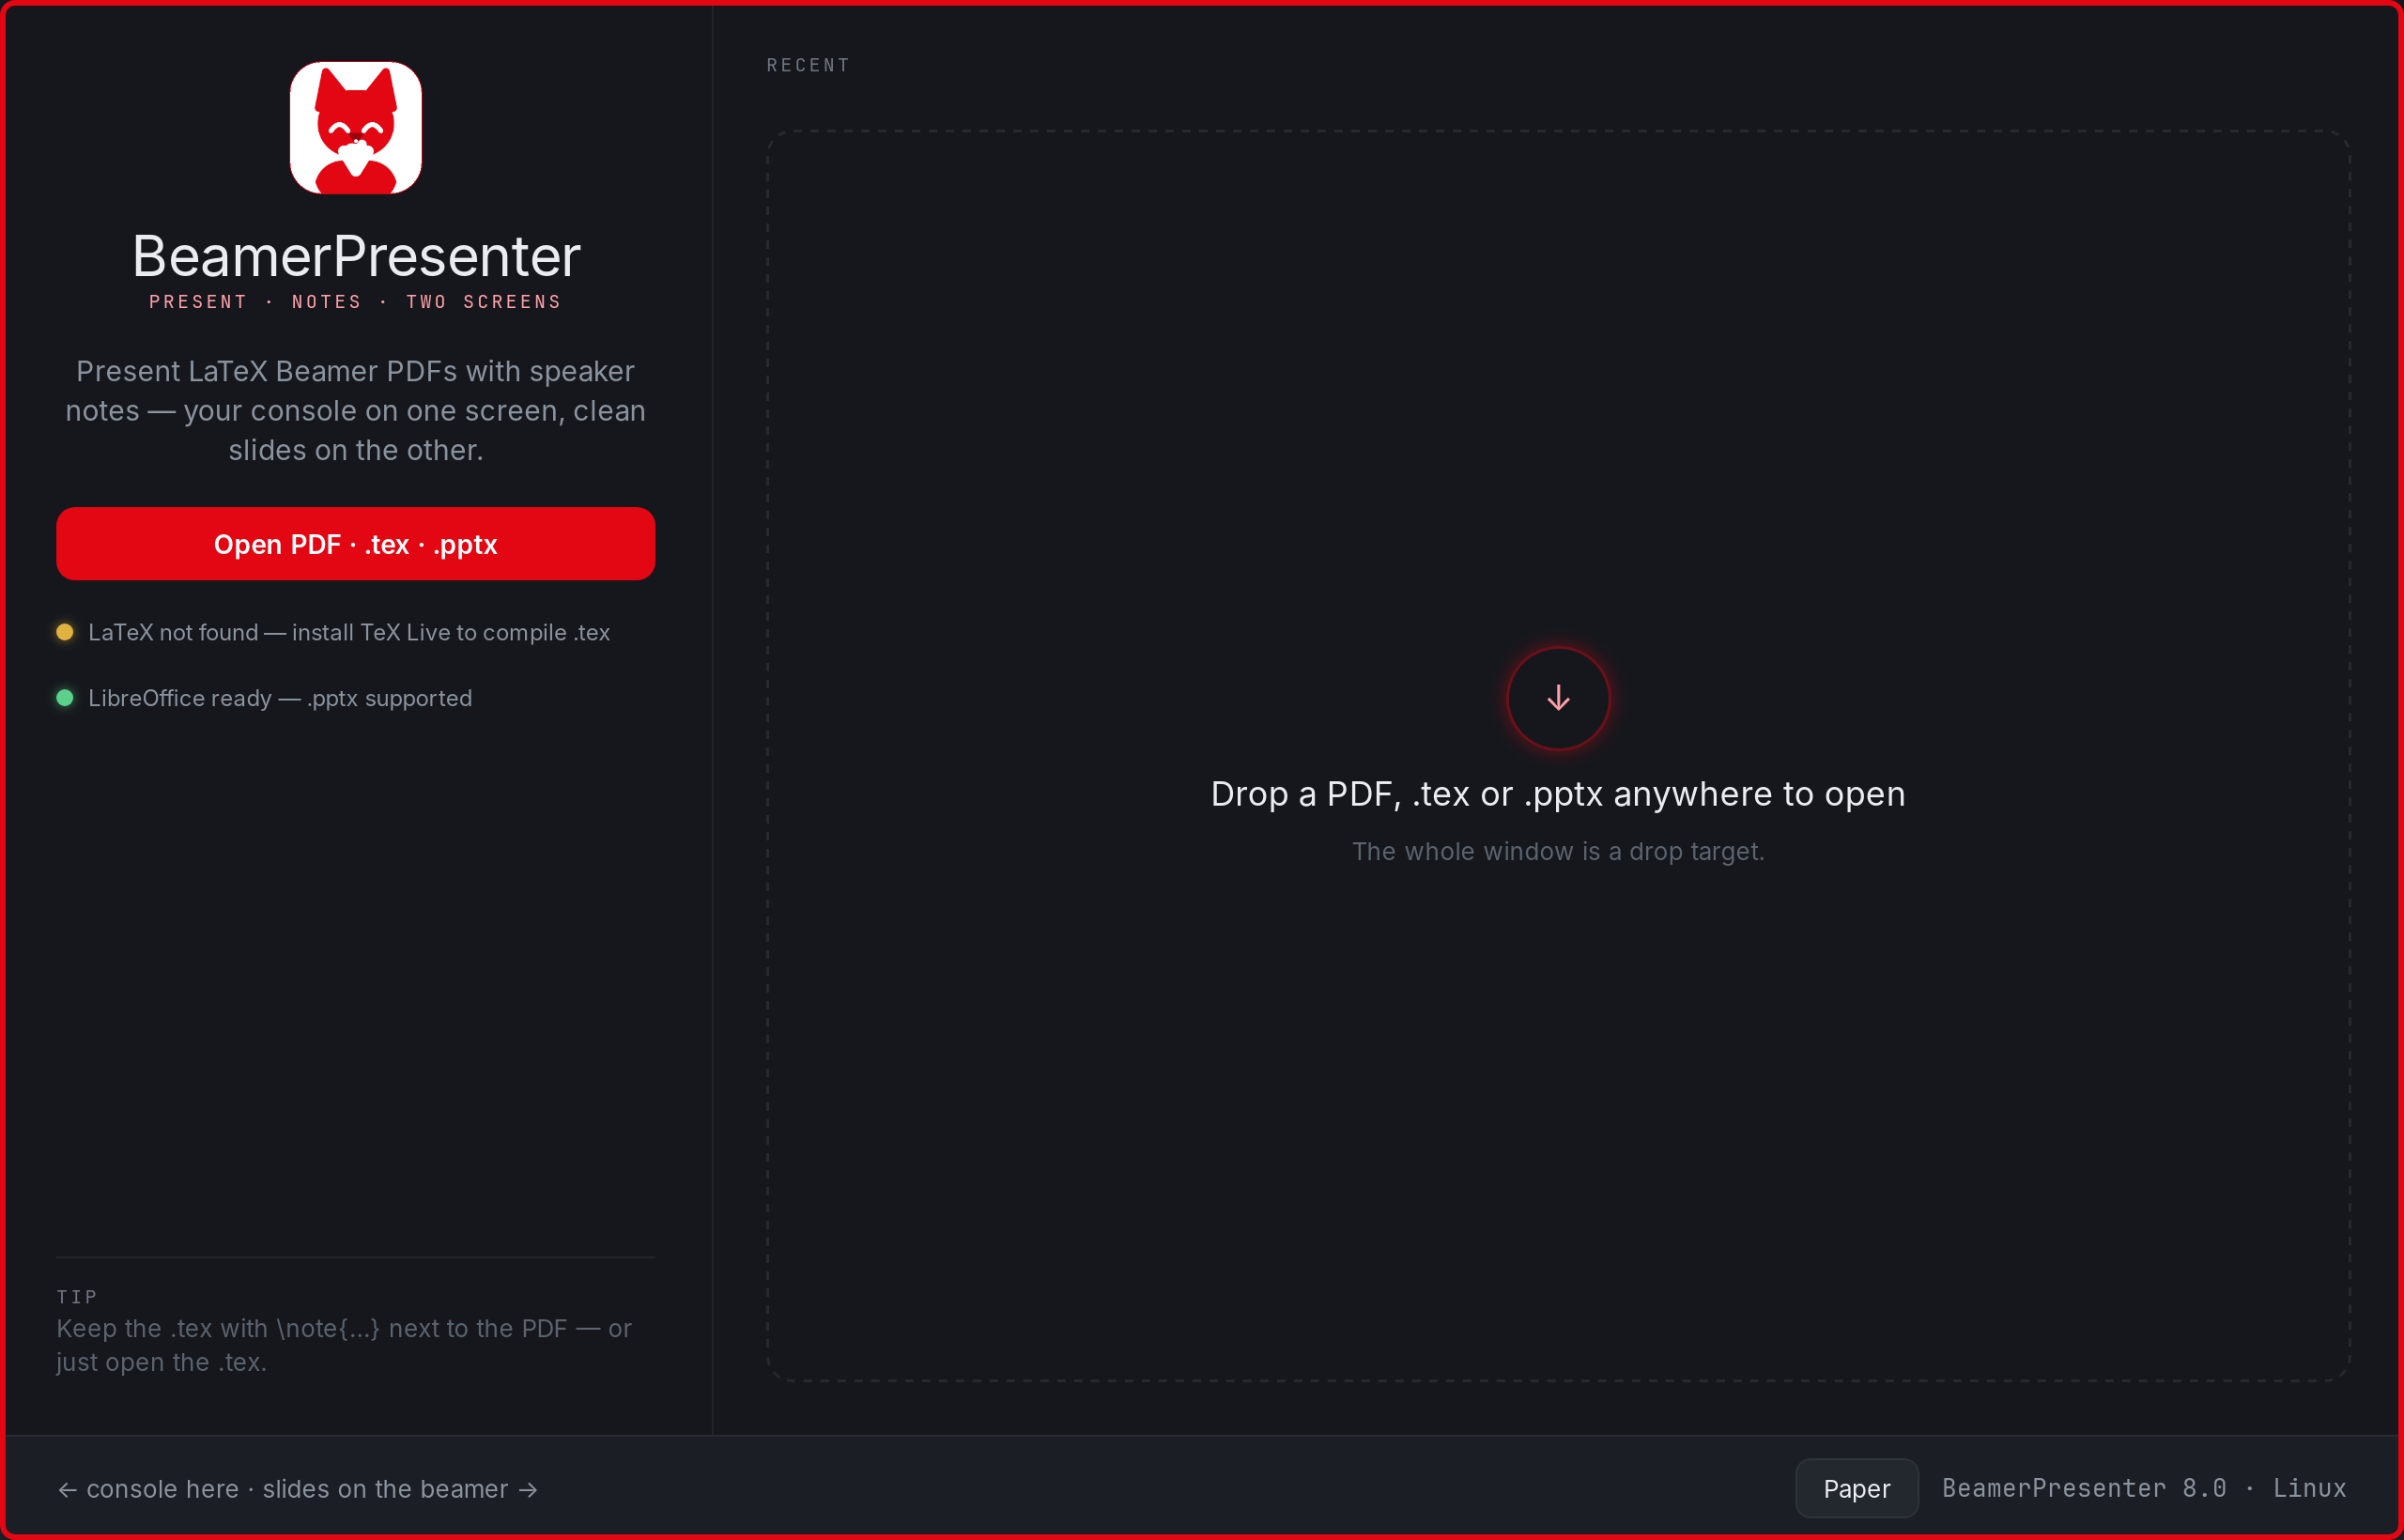 BeamerPresenter
PRESENT · NOTES · TWO SCREENS
Present LaTeX Beamer PDFs with speaker
notes — your console on one screen, clean
slides on the other.
Open PDF · .tex · .pptx
LaTeX not found — install TeX Live to compile .tex
LibreOffice ready — .pptx supported
TIP
Keep the .tex with \note{...} next to the PDF — or
just open the .tex.
RECENT
↓
Drop a PDF, .tex or .pptx anywhere to open
The whole window is a drop target.
← console here · slides on the beamer →
Paper
BeamerPresenter 8.0 · Linux